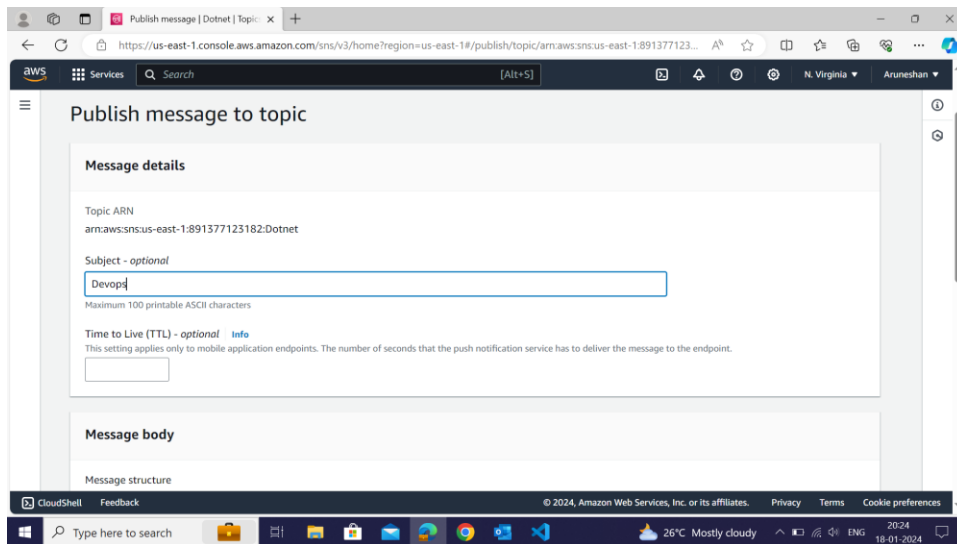 Publish message | Dotnet | Topic
https://us-east-1.console.aws.amazon.com/sns/v3/home?region=us-east-1#/publish/topic/arn:aws:sns:us-east-1:891377123...
aws Services Search [Alt+S] N. Virginia Aruneshan
Publish message to topic
Message details
Topic ARN
arn:aws:sns:us-east-1:891377123182:Dotnet
Subject - optional
Devops
Maximum 100 printable ASCII characters
Time to Live (TTL) - optional Info
This setting applies only to mobile application endpoints. The number of seconds that the push notification service has to deliver the message to the endpoint.
Message body
Message structure
CloudShell Feedback © 2024, Amazon Web Services, Inc. or its affiliates. Privacy Terms Cookie preferences
Type here to search 26°C Mostly cloudy ENG 20:24
18-01-2024